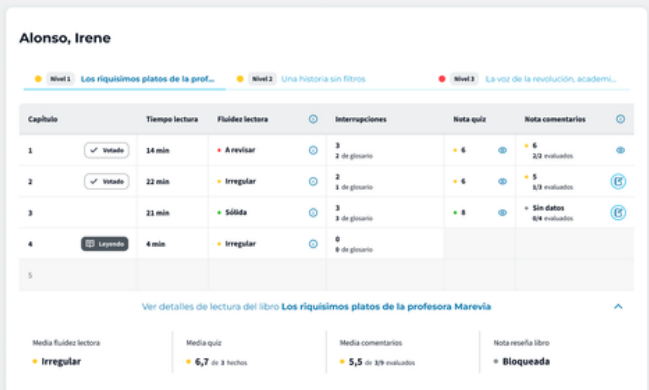 Alonso, Irene
Nivel 1 Los riquísimos platos de la prof... Nivel 2 Una historia sin filtros Nivel 3 La voz de la revolución, academi...
Capítulo Tiempo lectura Fluidez lectora Interrupciones Nota quiz Nota comentarios
1 Votado 14 min A revisar 3 6 6
2 de glosario 2/2 evaluados
2 Votado 22 min Irregular 2 6 5
1 de glosario 1/3 evaluados
3 21 min Sólida 3 8 Sin datos
3 de glosario 0/4 evaluados
4 Leyendo 4 min Irregular 0
0 de glosario
5
Ver detalles de lectura del libro Los riquísimos platos de la profesora Marevia
Media fluidez lectora Media quiz Media comentarios Nota reseña libro
Irregular 6,7 de 3 hechos 5,5 de 3/9 evaluados Bloqueada